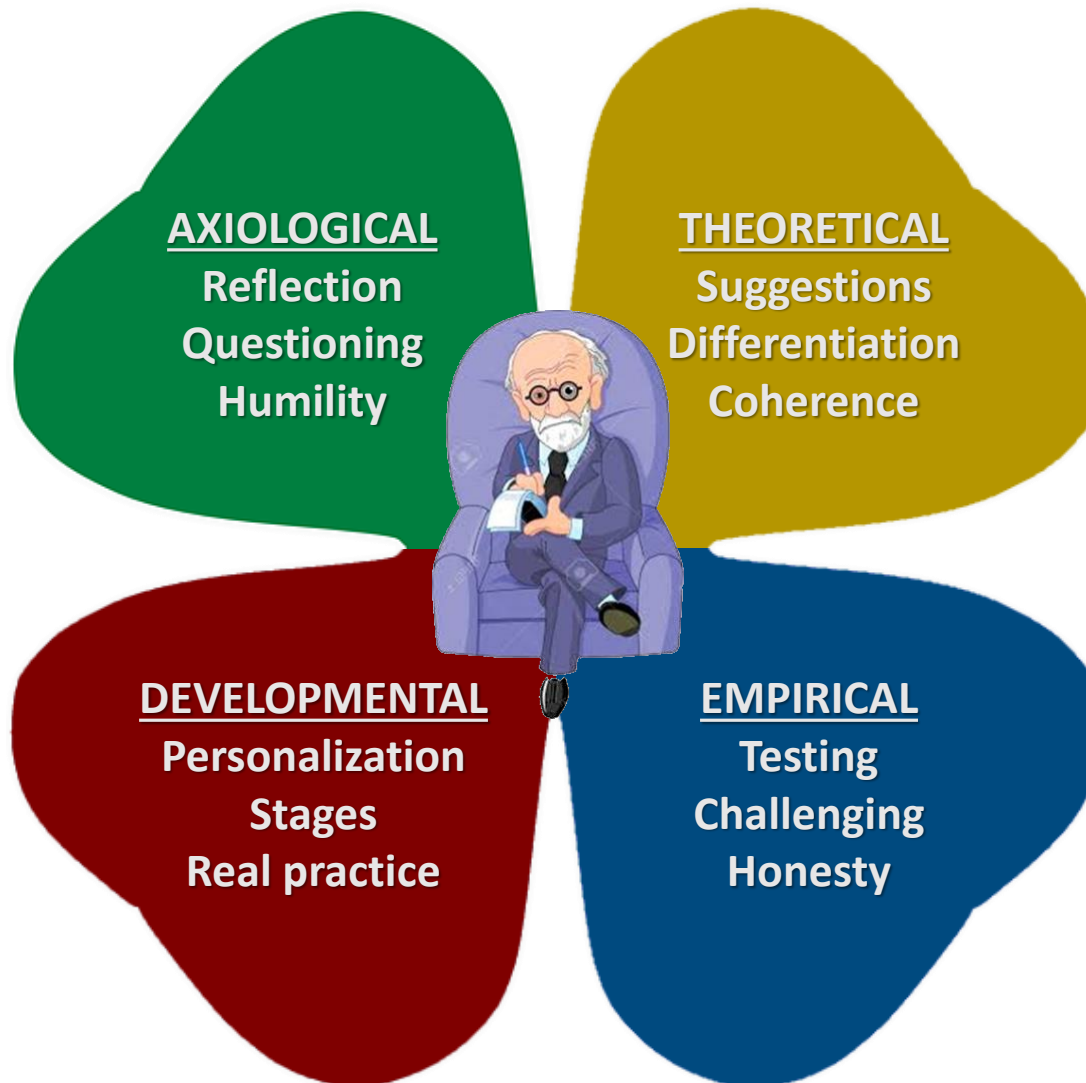 AXIOLOGICAL
Reflection
Questioning
Humility
THEORETICAL
Suggestions
Differentiation
Coherence
DEVELOPMENTAL
Personalization
Stages
Real practice
EMPIRICAL
Testing
Challenging
Honesty